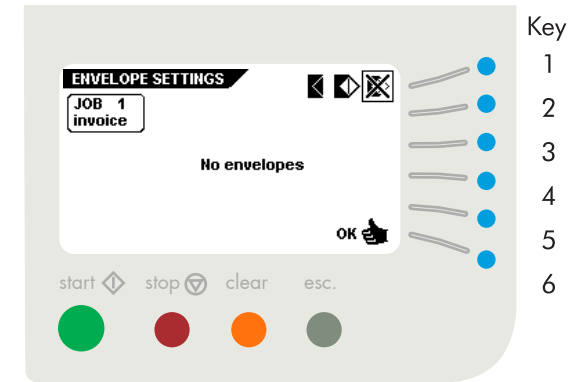 Key
ENVELOPE SETTINGS
1
JOB 1
invoice
2
3
No envelopes
4
OK
5
start stop clear esc.
6